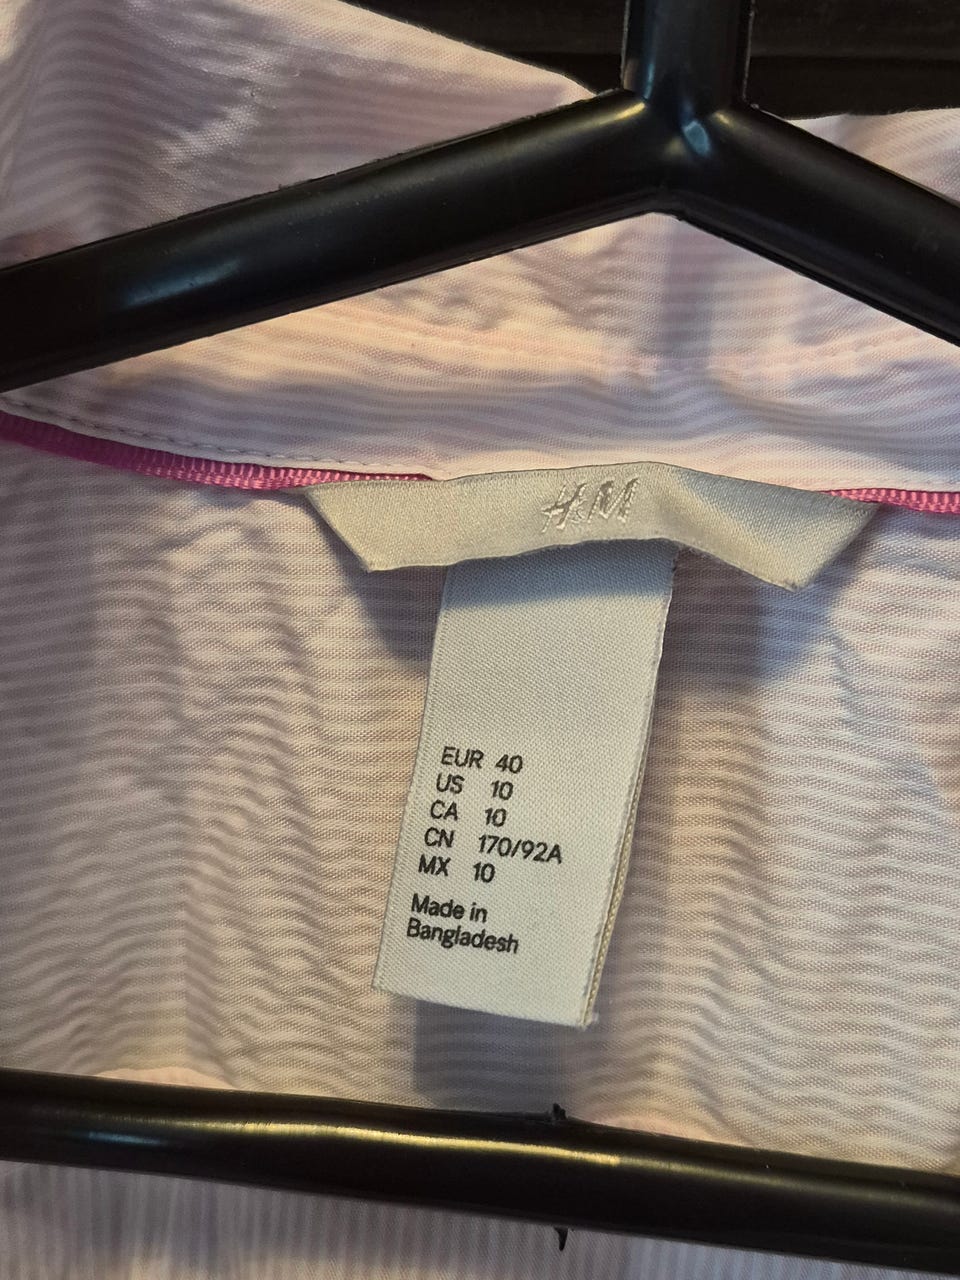 H&M
EUR 40
US 10
CA 10
CN 170/92A
MX 10
Made in
Bangladesh